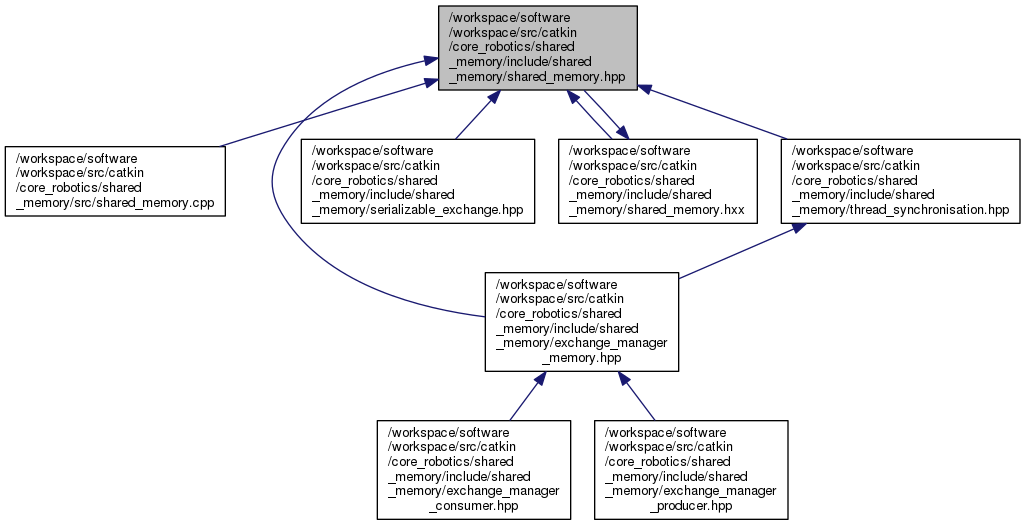 /workspace/software
/workspace/src/catkin
/core_robotics/shared
_memory/include/shared
_memory/shared_memory.hpp
/workspace/software
/workspace/src/catkin
/core_robotics/shared
_memory/src/shared_memory.cpp
/workspace/software
/workspace/src/catkin
/core_robotics/shared
_memory/include/shared
_memory/serializable_exchange.hpp
/workspace/software
/workspace/src/catkin
/core_robotics/shared
_memory/include/shared
_memory/shared_memory.hxx
/workspace/software
/workspace/src/catkin
/core_robotics/shared
_memory/include/shared
_memory/thread_synchronisation.hpp
/workspace/software
/workspace/src/catkin
/core_robotics/shared
_memory/include/shared
_memory/exchange_manager
_memory.hpp
/workspace/software
/workspace/src/catkin
/core_robotics/shared
_memory/include/shared
_memory/exchange_manager
_consumer.hpp
/workspace/software
/workspace/src/catkin
/core_robotics/shared
_memory/include/shared
_memory/exchange_manager
_producer.hpp